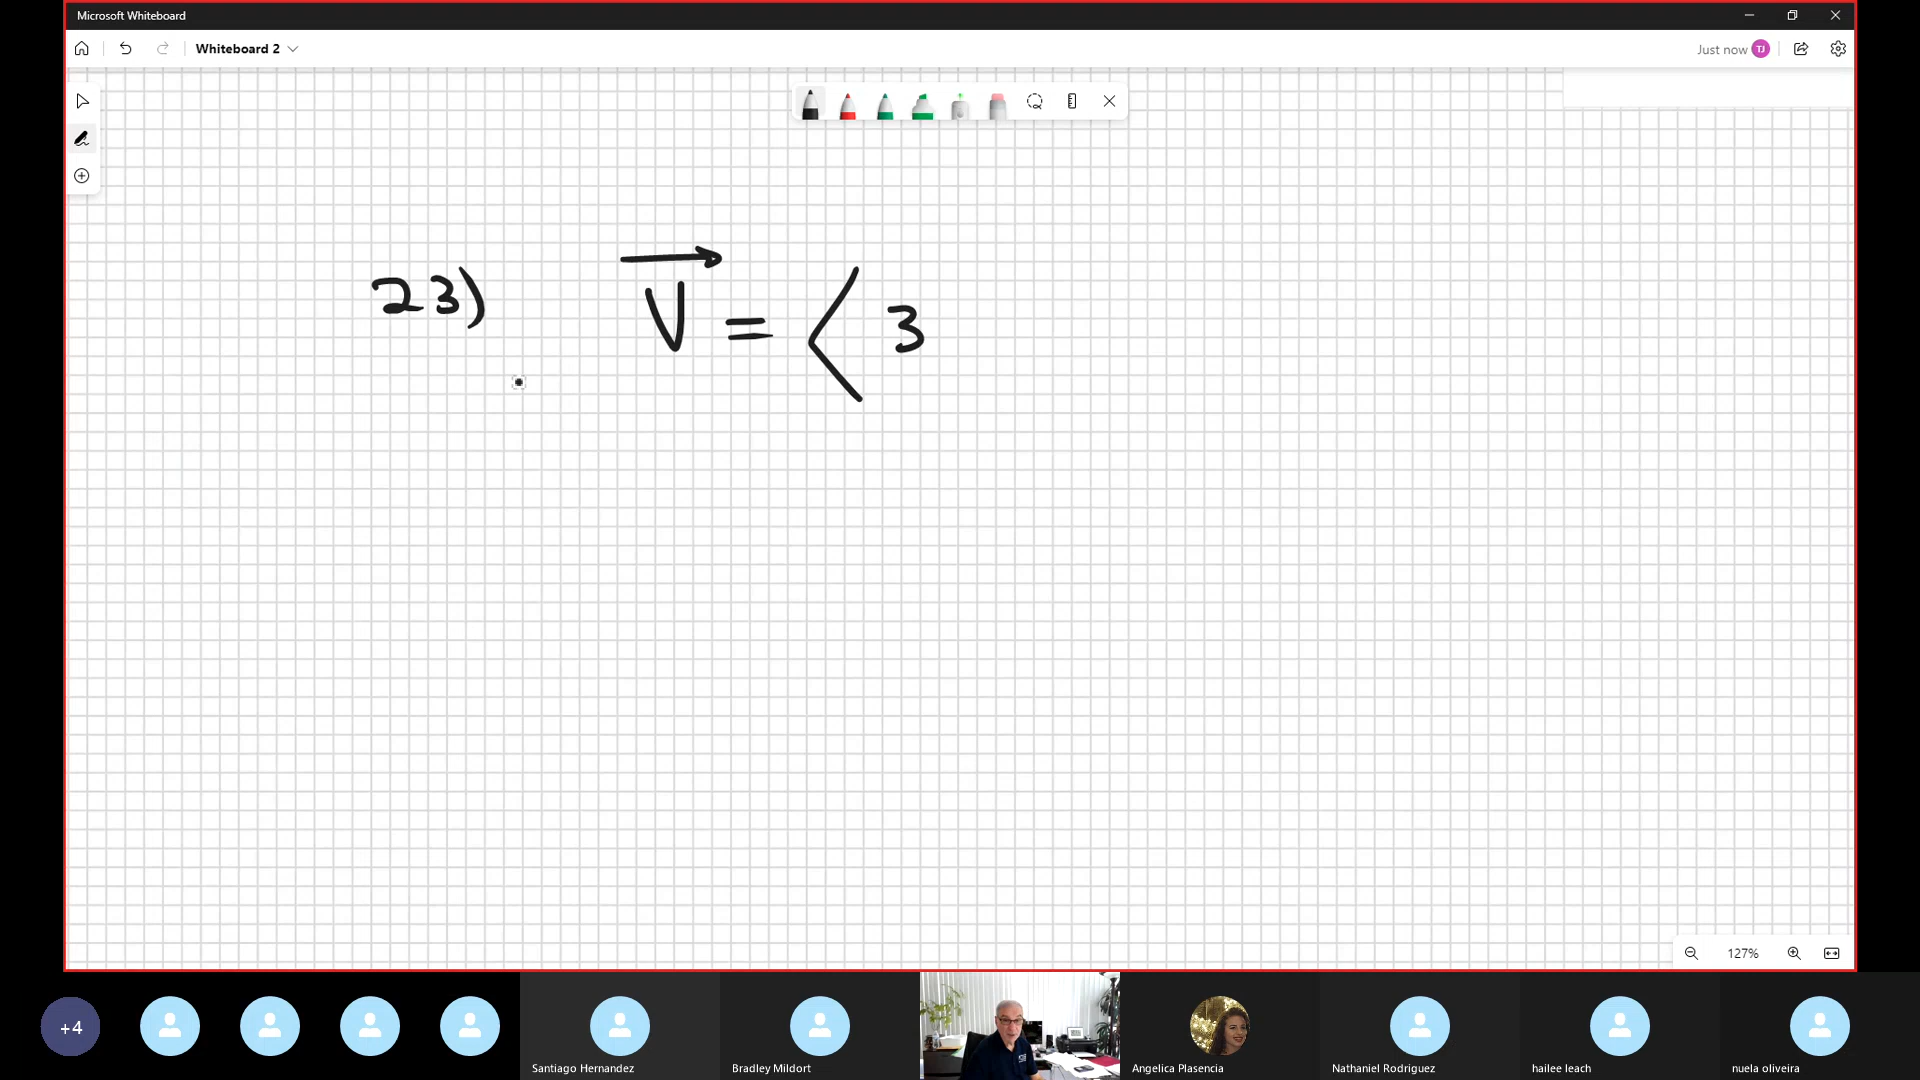 Microsoft Whiteboard
Whiteboard 2
Just now TJ
23) V = < 3
127%
+4
Santiago Hernandez
Bradley Mildort
Angelica Plasencia
Nathaniel Rodriguez
hailee leach
nuela oliveira